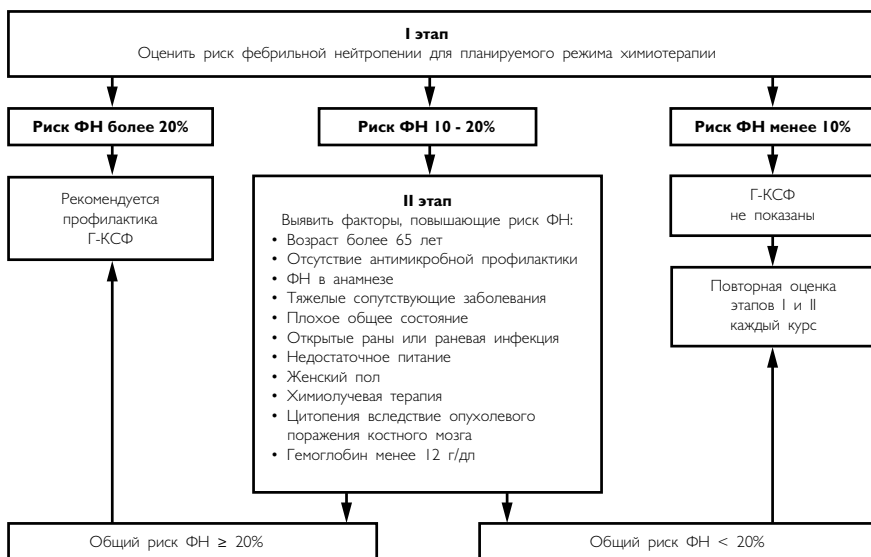 I этап
Оценить риск фебрильной нейтропении для планируемого режима химиотерапии
Риск ФН более 20%
Риск ФН 10 - 20%
Риск ФН менее 10%
Рекомендуется
профилактика
Г-КСФ
II этап
Выявить факторы, повышающие риск ФН:
• Возраст более 65 лет
• Отсутствие антимикробной профилактики
• ФН в анамнезе
• Тяжелые сопутствующие заболевания
• Плохое общее состояние
• Открытые раны или раневая инфекция
• Недостаточное питание
• Женский пол
• Химиолучевая терапия
• Цитопения вследствие опухолевого
поражения костного мозга
• Гемоглобин менее 12 г/дл
Г-КСФ
не показаны
Повторная оценка
этапов I и II
каждый курс
Общий риск ФН ≥ 20%
Общий риск ФН < 20%